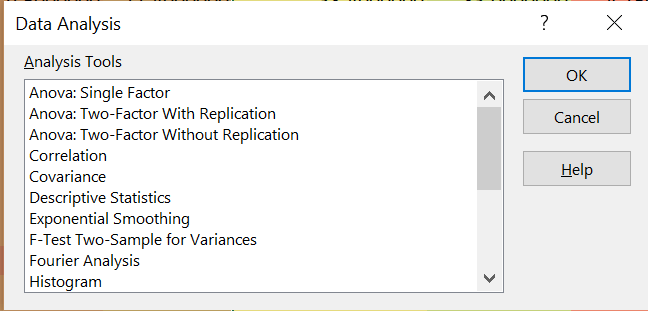 Data Analysis ?
Analysis Tools
Anova: Single Factor
Anova: Two-Factor With Replication
Anova: Two-Factor Without Replication
Correlation
Covariance
Descriptive Statistics
Exponential Smoothing
F-Test Two-Sample for Variances
Fourier Analysis
Histogram
OK
Cancel
Help